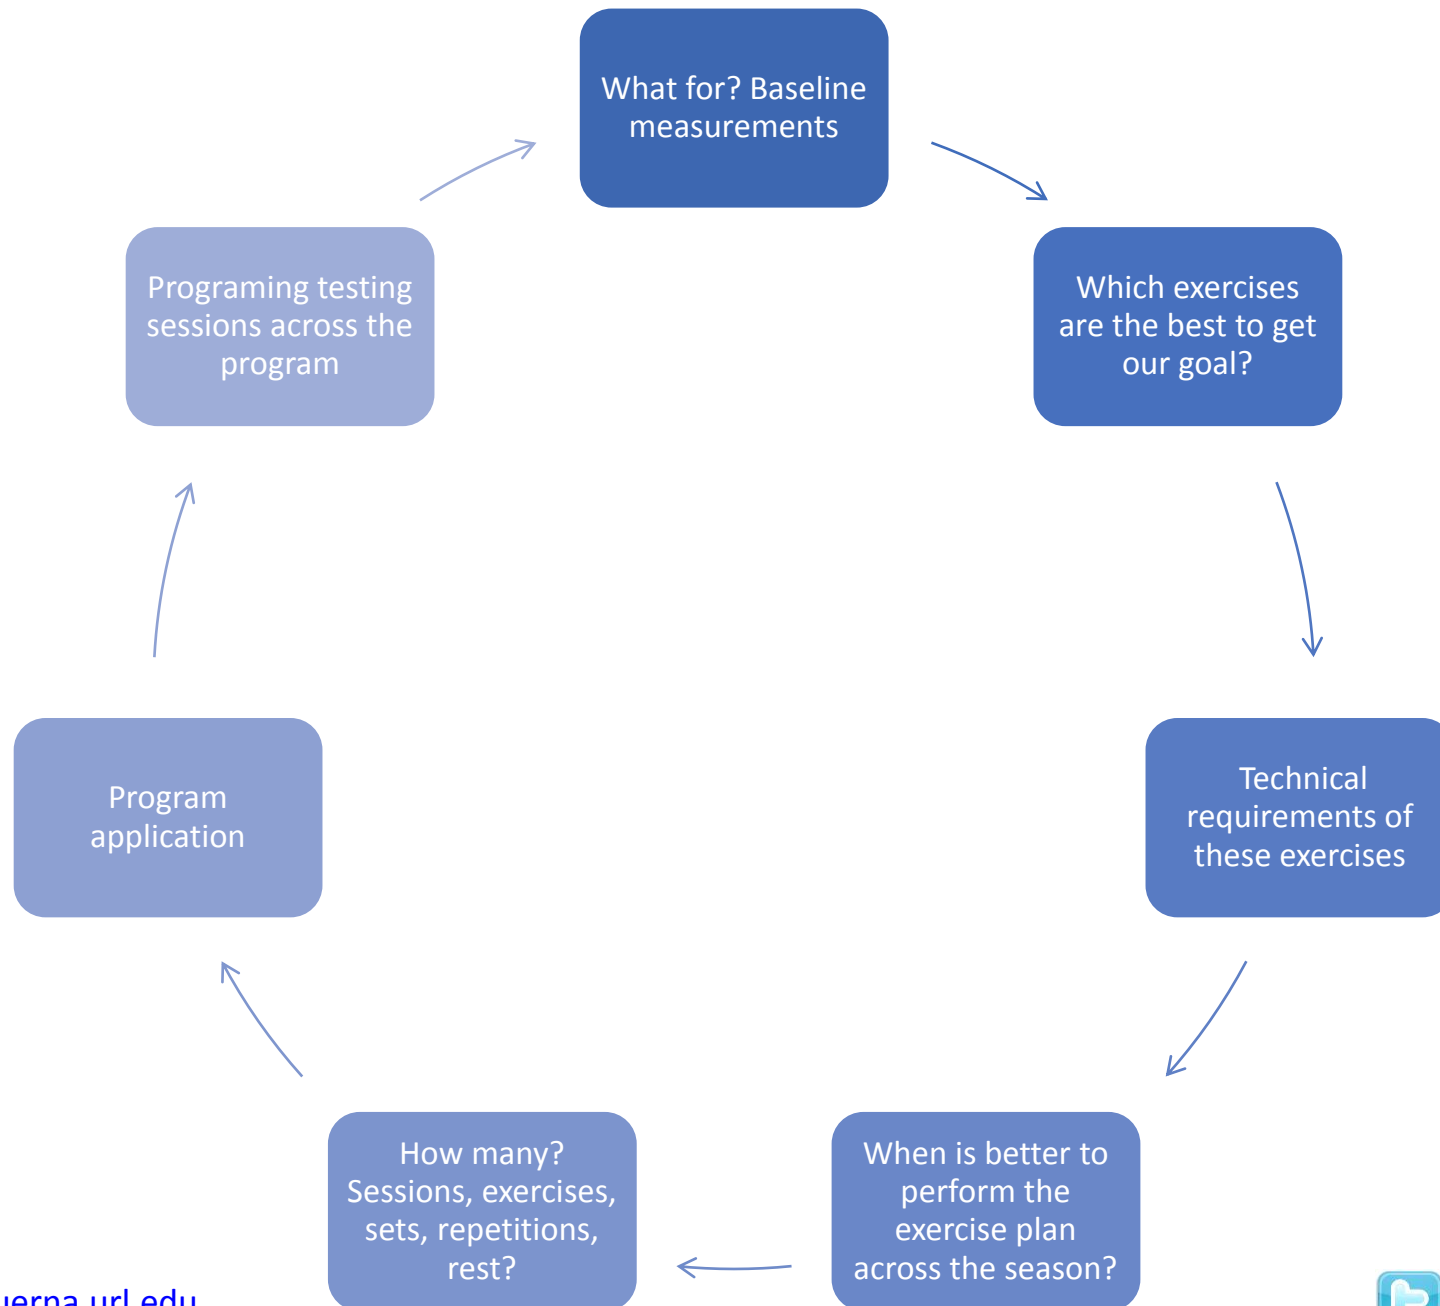 What for? Baseline
measurements
Which exercises
are the best to get
our goal?
Technical
requirements of
these exercises
When is better to
perform the
exercise plan
across the season?
How many?
Sessions, exercises,
sets, repetitions,
rest?
Program
application
Programing testing
sessions across the
program